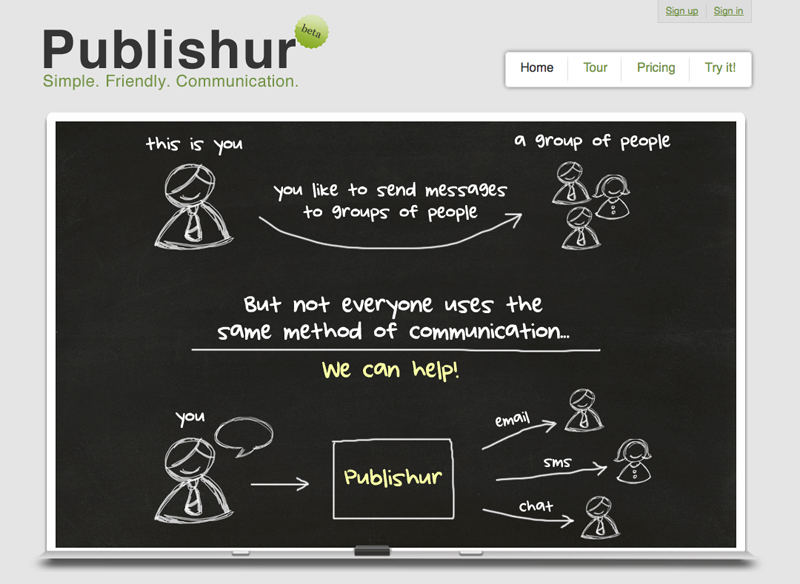 Sign up Sign in
Publishur beta
Simple. Friendly. Communication.
Home Tour Pricing Try it!
this is you
a group of people
you like to send messages
to groups of people
But not everyone uses the
same method of communication...
We can help!
you
Publishur
email
sms
chat